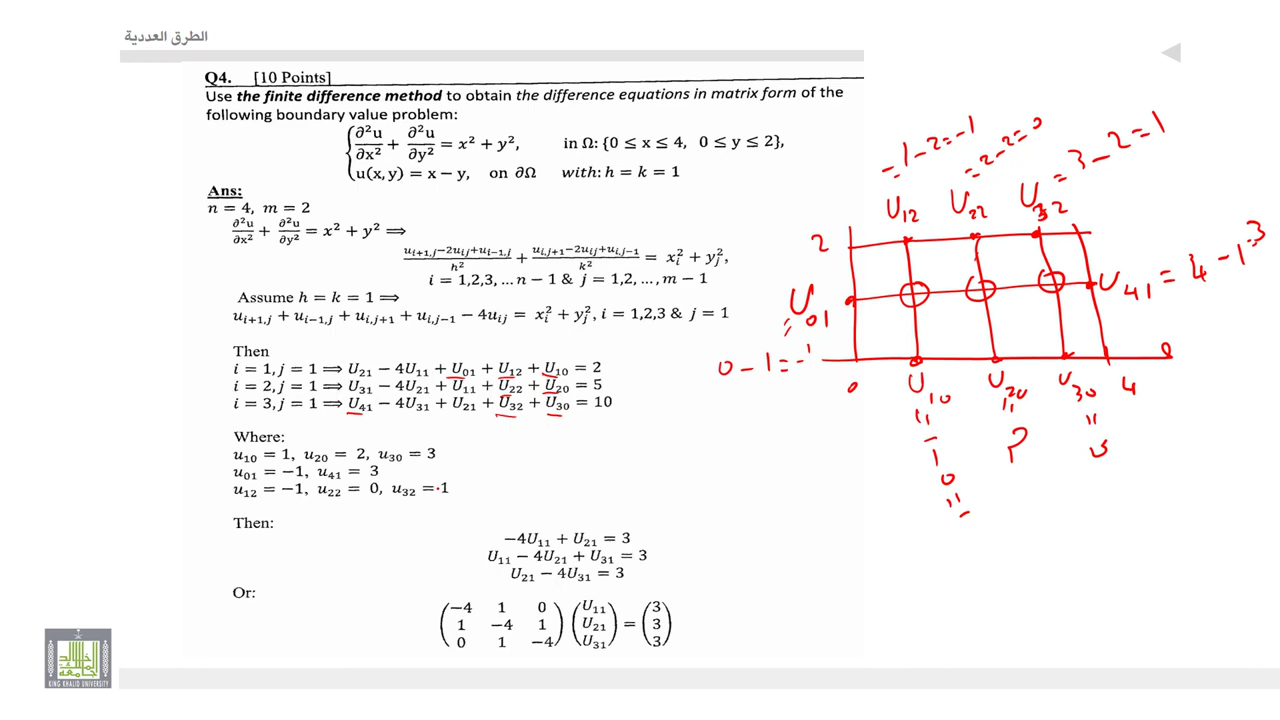 الطرق العددية
Q4. [10 Points]
Use the finite difference method to obtain the difference equations in matrix form of the
following boundary value problem:
{∂²u/∂x² + ∂²u/∂y² = x² + y², in Ω: {0 ≤ x ≤ 4, 0 ≤ y ≤ 2},
u(x, y) = x − y, on ∂Ω with: h = k = 1
Ans:
n = 4, m = 2
∂²u/∂x² + ∂²u/∂y² = x² + y² ⟹
(u_{i+1,j}−2u_{ij}+u_{i−1,j})/h² + (u_{i,j+1}−2u_{ij}+u_{i,j−1})/k² = x_i² + y_j²,
i = 1,2,3, … n − 1 & j = 1,2, …, m − 1
Assume h = k = 1 ⟹
u_{i+1,j} + u_{i−1,j} + u_{i,j+1} + u_{i,j−1} − 4u_{ij} = x_i² + y_j², i = 1,2,3 & j = 1
Then
i = 1, j = 1 ⟹ U₂₁ − 4U₁₁ + U₀₁ + U₁₂ + U₁₀ = 2
i = 2, j = 1 ⟹ U₃₁ − 4U₂₁ + U₁₁ + U₂₂ + U₂₀ = 5
i = 3, j = 1 ⟹ U₄₁ − 4U₃₁ + U₂₁ + U₃₂ + U₃₀ = 10
Where:
u₁₀ = 1, u₂₀ = 2, u₃₀ = 3
u₀₁ = −1, u₄₁ = 3
u₁₂ = −1, u₂₂ = 0, u₃₂ = 1
Then:
−4U₁₁ + U₂₁ = 3
U₁₁ − 4U₂₁ + U₃₁ = 3
U₂₁ − 4U₃₁ = 3
Or:
(−4 1 0) (U₁₁) (3)
(1 −4 1) (U₂₁) = (3)
(0 1 −4) (U₃₁) (3)
= 1 − 2 = −1
= 2 − 2 = 0
= 3 − 2 = 1
U₁₂ U₂₂ U₃₂
2
U₄₁ = 4 − 1 = 3
U₀₁
=
0 − 1 = −1
0 U₁₀ U₂₀ U₃₀ 4
جامعة الملك خالد
KING KHALID UNIVERSITY